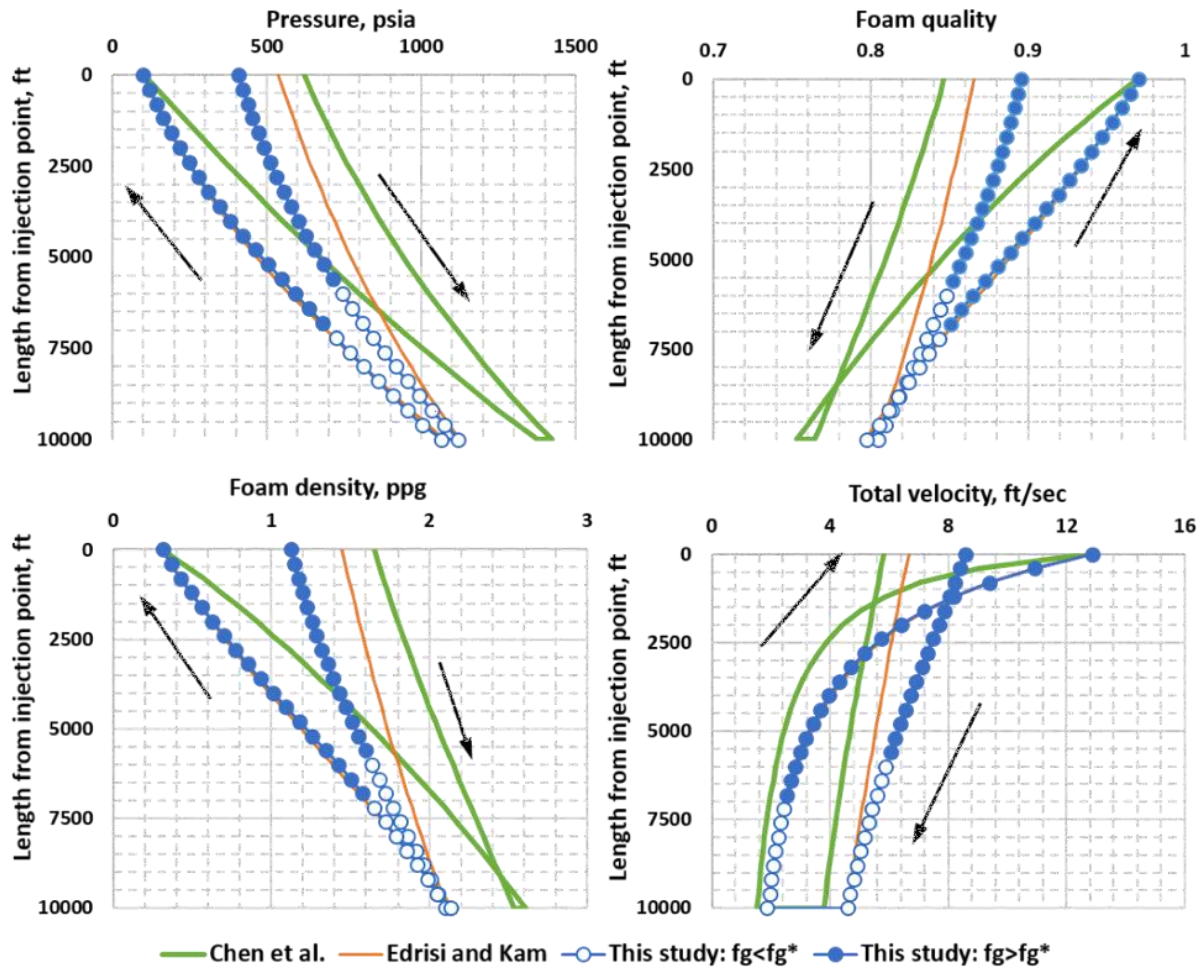 Pressure, psia
0 500 1000 1500
Length from injection point, ft
0
2500
5000
7500
10000
Foam quality
0.7 0.8 0.9 1
Length from injection point, ft
0
2500
5000
7500
10000
Foam density, ppg
0 1 2 3
Length from injection point, ft
0
2500
5000
7500
10000
Total velocity, ft/sec
0 4 8 12 16
Length from injection point, ft
0
2500
5000
7500
10000
Chen et al. Edrisi and Kam This study: fg<fg* This study: fg>fg*